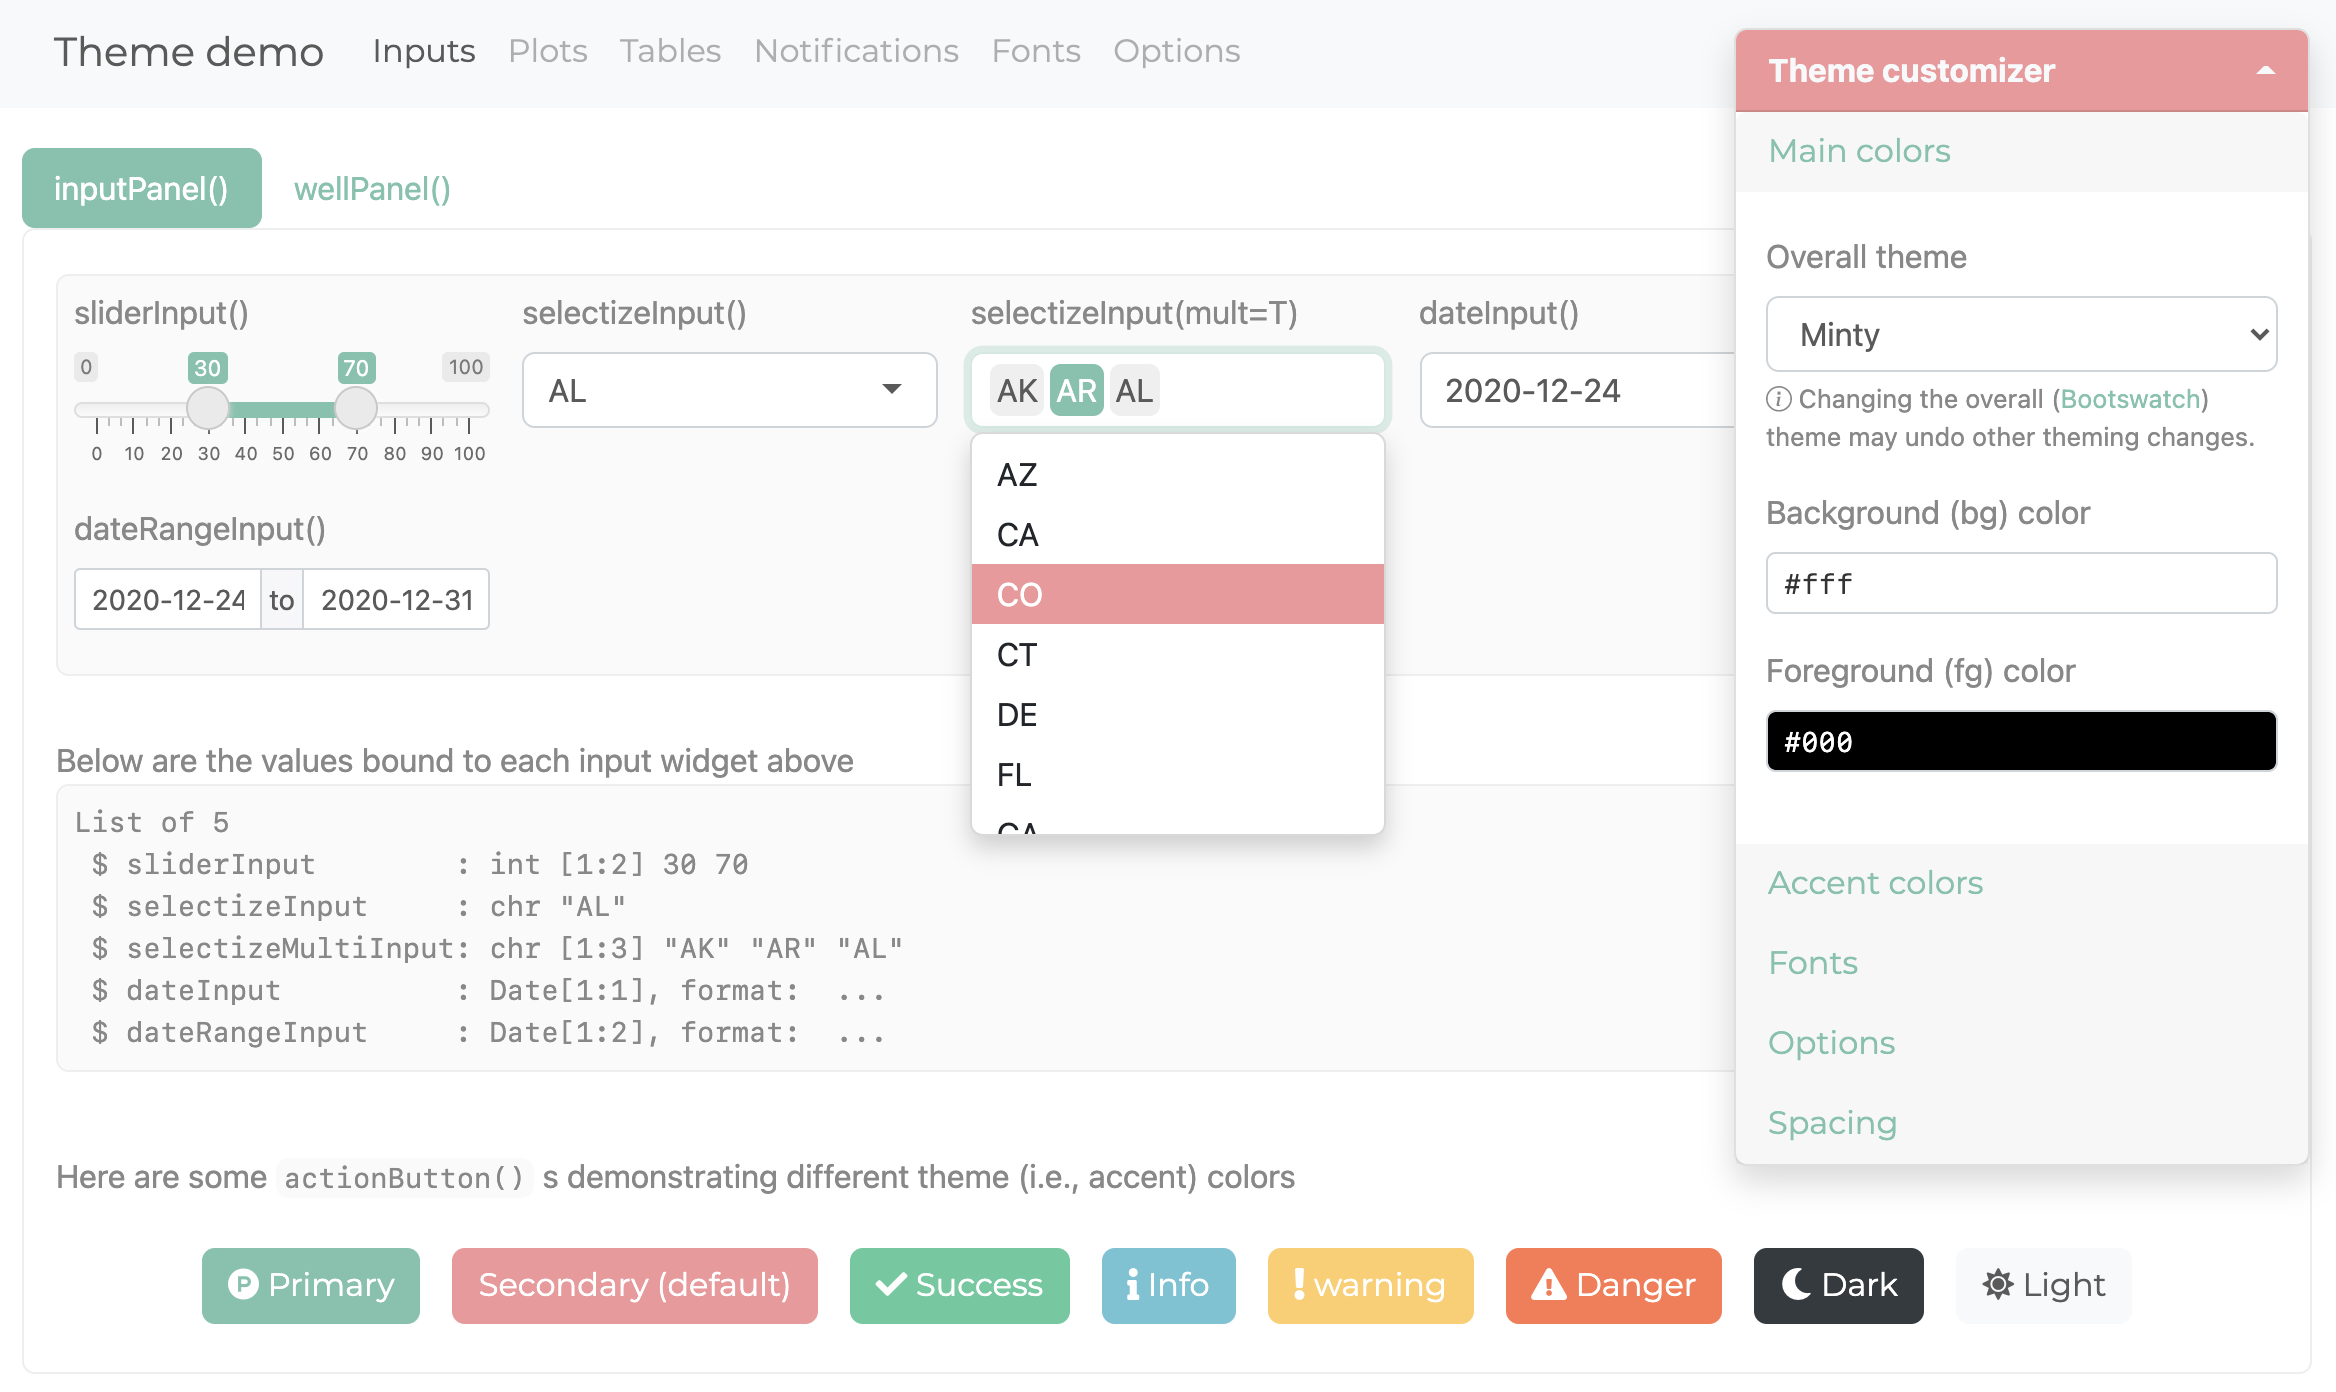 Theme demo Inputs Plots Tables Notifications Fonts Options
inputPanel() wellPanel()
sliderInput()
0 30 70 100
0 10 20 30 40 50 60 70 80 90 100
selectizeInput()
AL
selectizeInput(mult=T)
AK AR AL
AZ
CA
CO
CT
DE
FL
GA
dateInput()
2020-12-24
dateRangeInput()
2020-12-24 to 2020-12-31
Below are the values bound to each input widget above
List of 5
$ sliderInput : int [1:2] 30 70
$ selectizeInput : chr "AL"
$ selectizeMultiInput: chr [1:3] "AK" "AR" "AL"
$ dateInput : Date[1:1], format: ...
$ dateRangeInput : Date[1:2], format: ...
Here are some actionButton() s demonstrating different theme (i.e., accent) colors
Primary Secondary (default) Success Info warning Danger Dark Light
Theme customizer
Main colors
Overall theme
Minty
Changing the overall (Bootswatch)
theme may undo other theming changes.
Background (bg) color
#fff
Foreground (fg) color
#000
Accent colors
Fonts
Options
Spacing